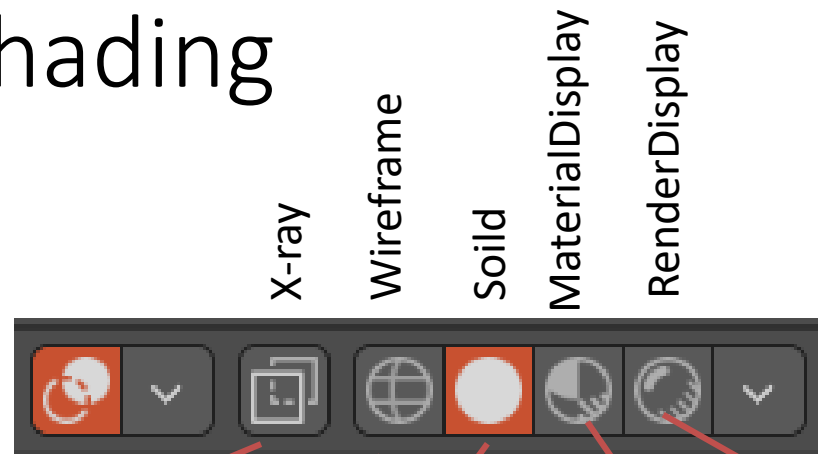 hading
X-ray
Wireframe
Soild
MaterialDisplay
RenderDisplay